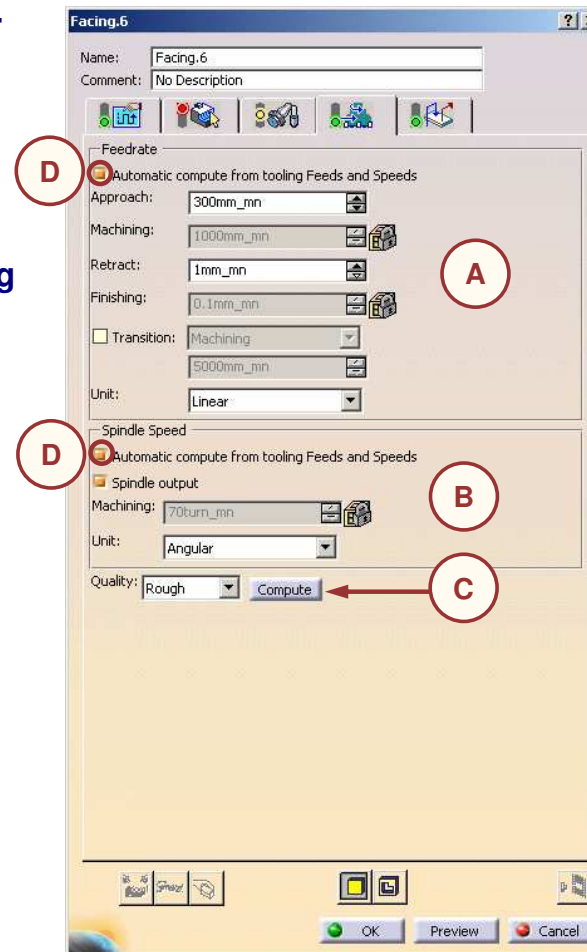 Facing.6
Name: Facing.6
Comment: No Description
Feedrate
D
Automatic compute from tooling Feeds and Speeds
Approach: 300mm_mn
Machining: 1000mm_mn
g
Retract: 1mm_mn
A
Finishing: 0.1mm_mn
Transition: Machining
5000mm_mn
Unit: Linear
Spindle Speed
D
Automatic compute from tooling Feeds and Speeds
Spindle output
B
Machining: 70turn_mn
Unit: Angular
Quality: Rough Compute
C
OK Preview Cancel